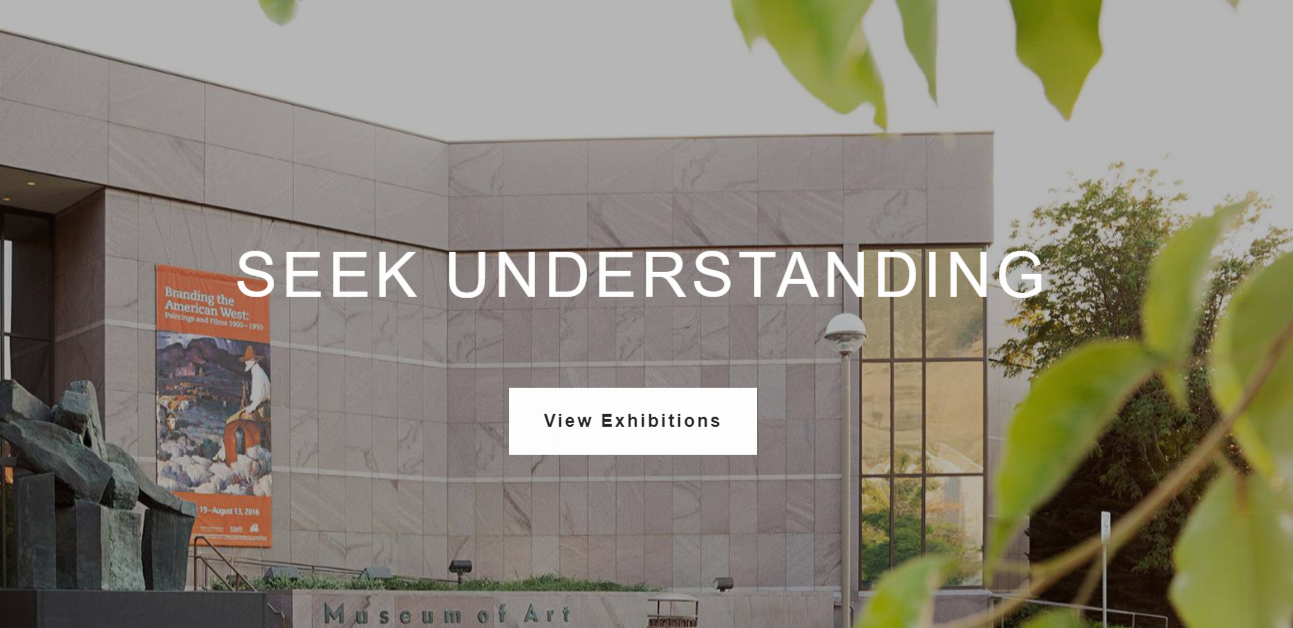 SEEK UNDERSTANDING
Branding the
American West:
Paintings and Films 1900–1950
View Exhibitions
19–August 13, 2016
Museum of Art